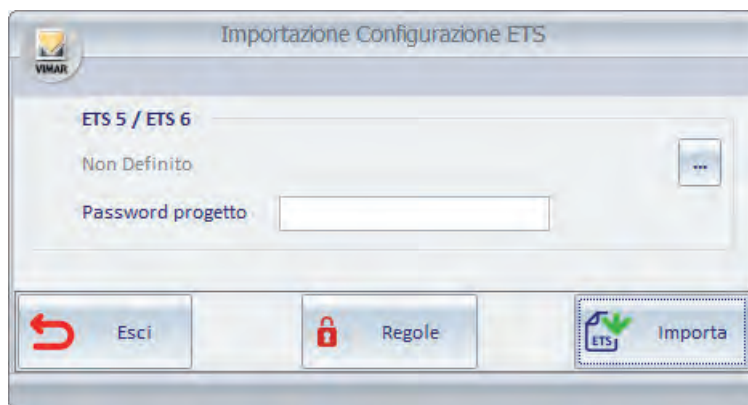 Importazione Configurazione ETS
VIMAR
ETS 5 / ETS 6
Non Definito
...
Password progetto
Esci
Regole
ETS
Importa